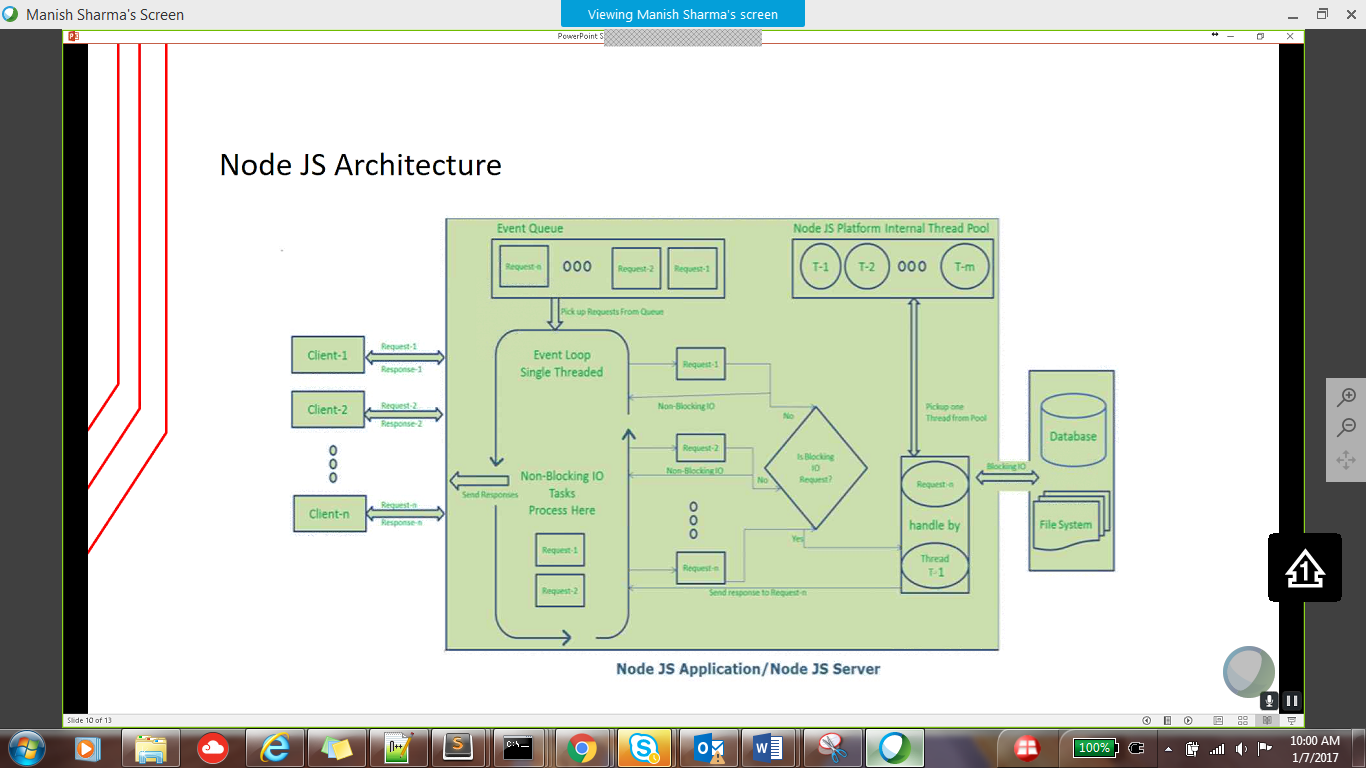 Manish Sharma's Screen
Viewing Manish Sharma's screen
PowerPoint S
Node JS Architecture
Event Queue
Request-n
Request-2
Request-1
Node JS Platform Internal Thread Pool
T-1
T-2
T-m
Pick up Requests From Queue
Client-1
Request-1
Response-1
Client-2
Request-2
Response-2
Client-n
Request-n
Response-n
Event Loop
Single Threaded
Request-1
Non-Blocking IO
No
Request-2
Non-Blocking IO
No
Is Blocking
IO
Request?
Pickup one
Thread from Pool
Send Responses
Non-Blocking IO
Tasks
Process Here
Request-1
Request-2
Request-n
Yes
Send response to Request-n
Request-n
handle by
Thread
T-1
Blocking IO
Database
File System
Node JS Application/Node JS Server
1
Slide 10 of 13
n++
S
C:\
S
W
100%
10:00 AM
1/7/2017